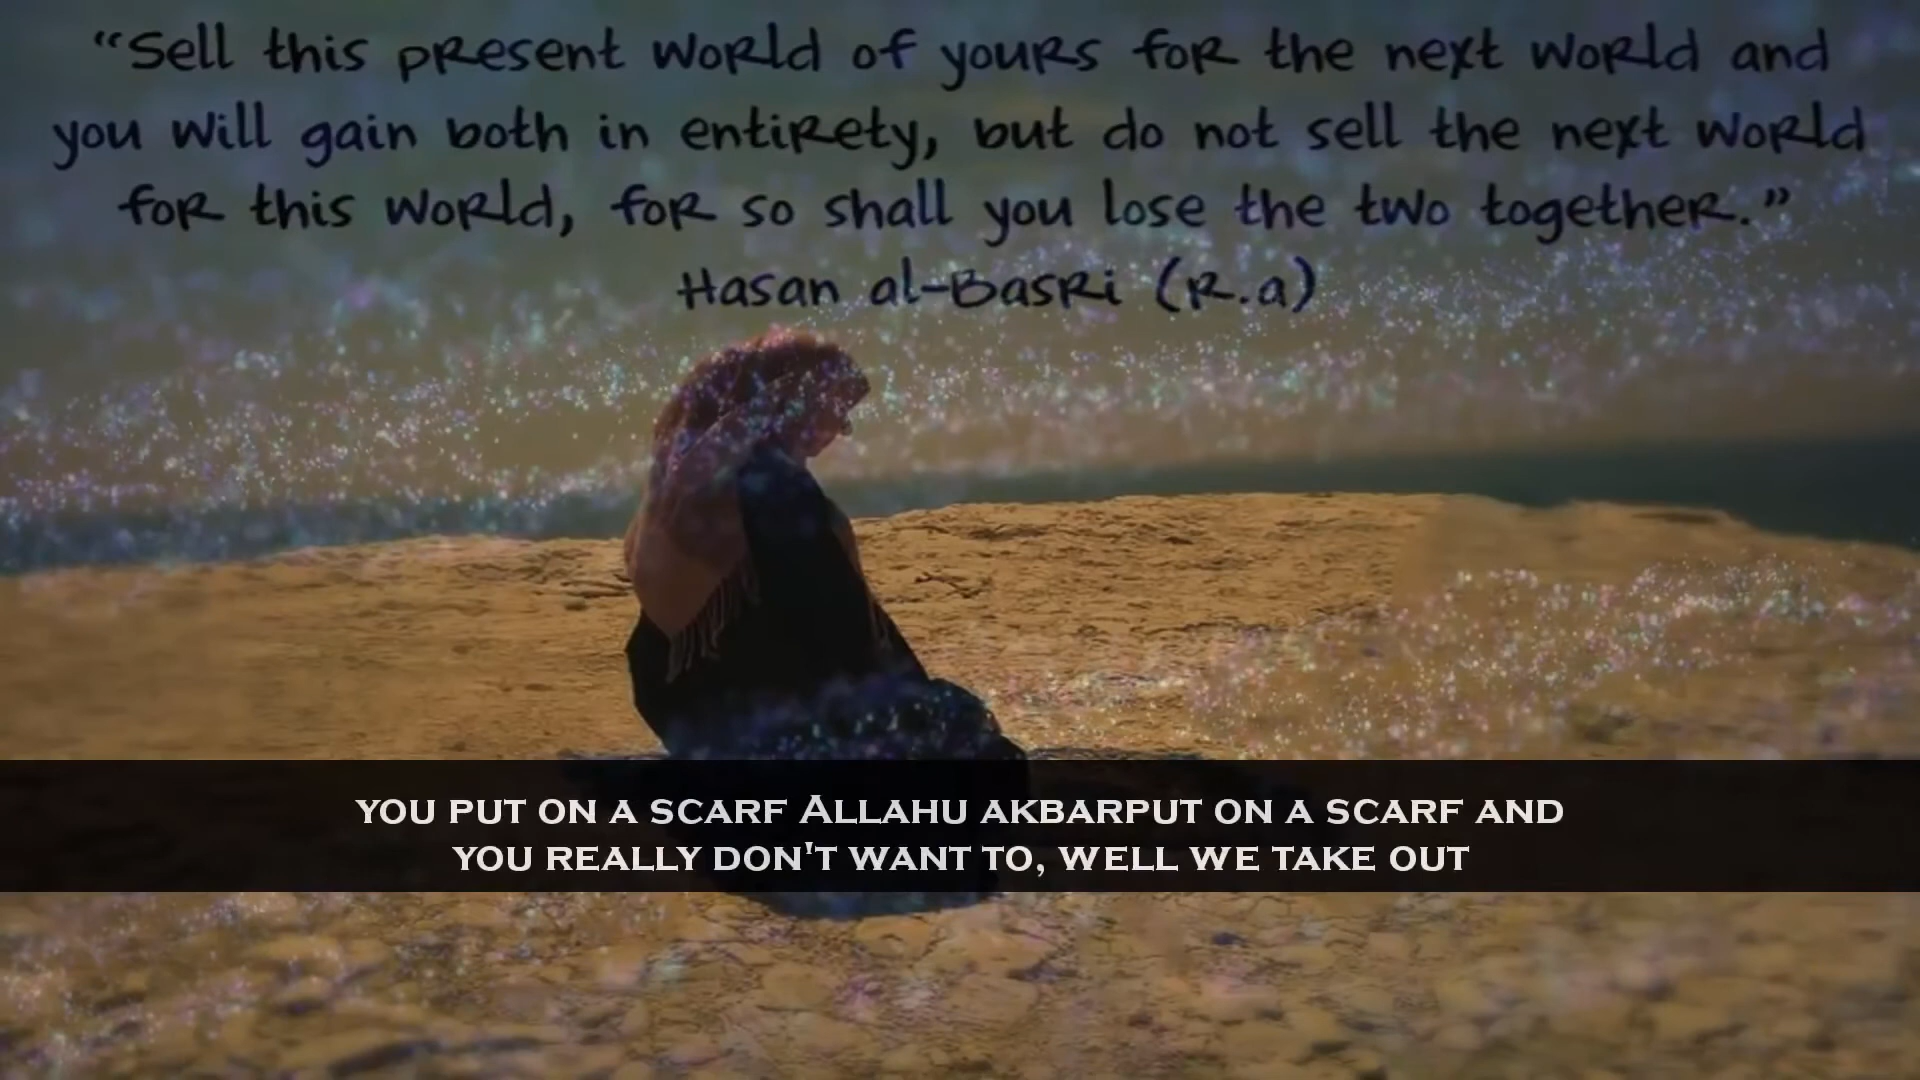 “Sell this present world of yours for the next world and
you will gain both in entirety, but do not sell the next world
for this world, for so shall you lose the two together.”
Hasan al-Basri (R.a)
YOU PUT ON A SCARF ALLAHU AKBARPUT ON A SCARF AND
YOU REALLY DON'T WANT TO, WELL WE TAKE OUT